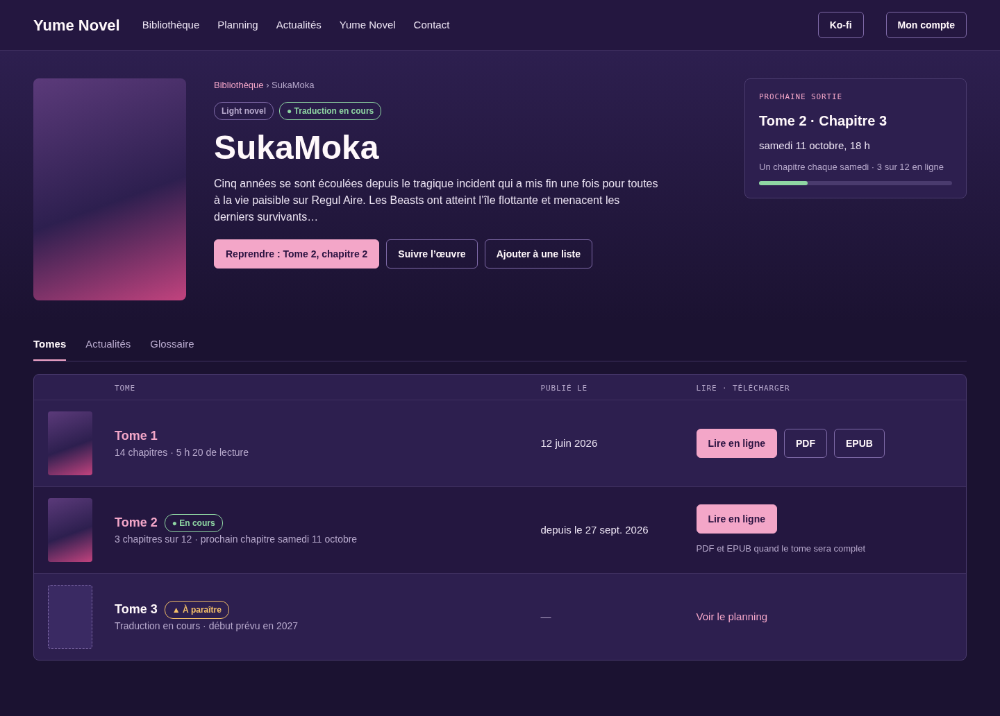 Yume Novel
Bibliothèque
Planning
Actualités
Yume Novel
Contact
Ko-fi
Mon compte
Bibliothèque › SukaMoka
Light novel
● Traduction en cours
SukaMoka
Cinq années se sont écoulées depuis le tragique incident qui a mis fin une fois pour toutes
à la vie paisible sur Regul Aire. Les Beasts ont atteint l’île flottante et menacent les
derniers survivants…
Reprendre : Tome 2, chapitre 2
Suivre l’œuvre
Ajouter à une liste
PROCHAINE SORTIE
Tome 2 · Chapitre 3
samedi 11 octobre, 18 h
Un chapitre chaque samedi · 3 sur 12 en ligne
Tomes
Actualités
Glossaire
TOME
PUBLIÉ LE
LIRE · TÉLÉCHARGER
Tome 1
14 chapitres · 5 h 20 de lecture
12 juin 2026
Lire en ligne
PDF
EPUB
Tome 2
● En cours
3 chapitres sur 12 · prochain chapitre samedi 11 octobre
depuis le 27 sept. 2026
Lire en ligne
PDF et EPUB quand le tome sera complet
Tome 3
▲ À paraître
Traduction en cours · début prévu en 2027
—
Voir le planning